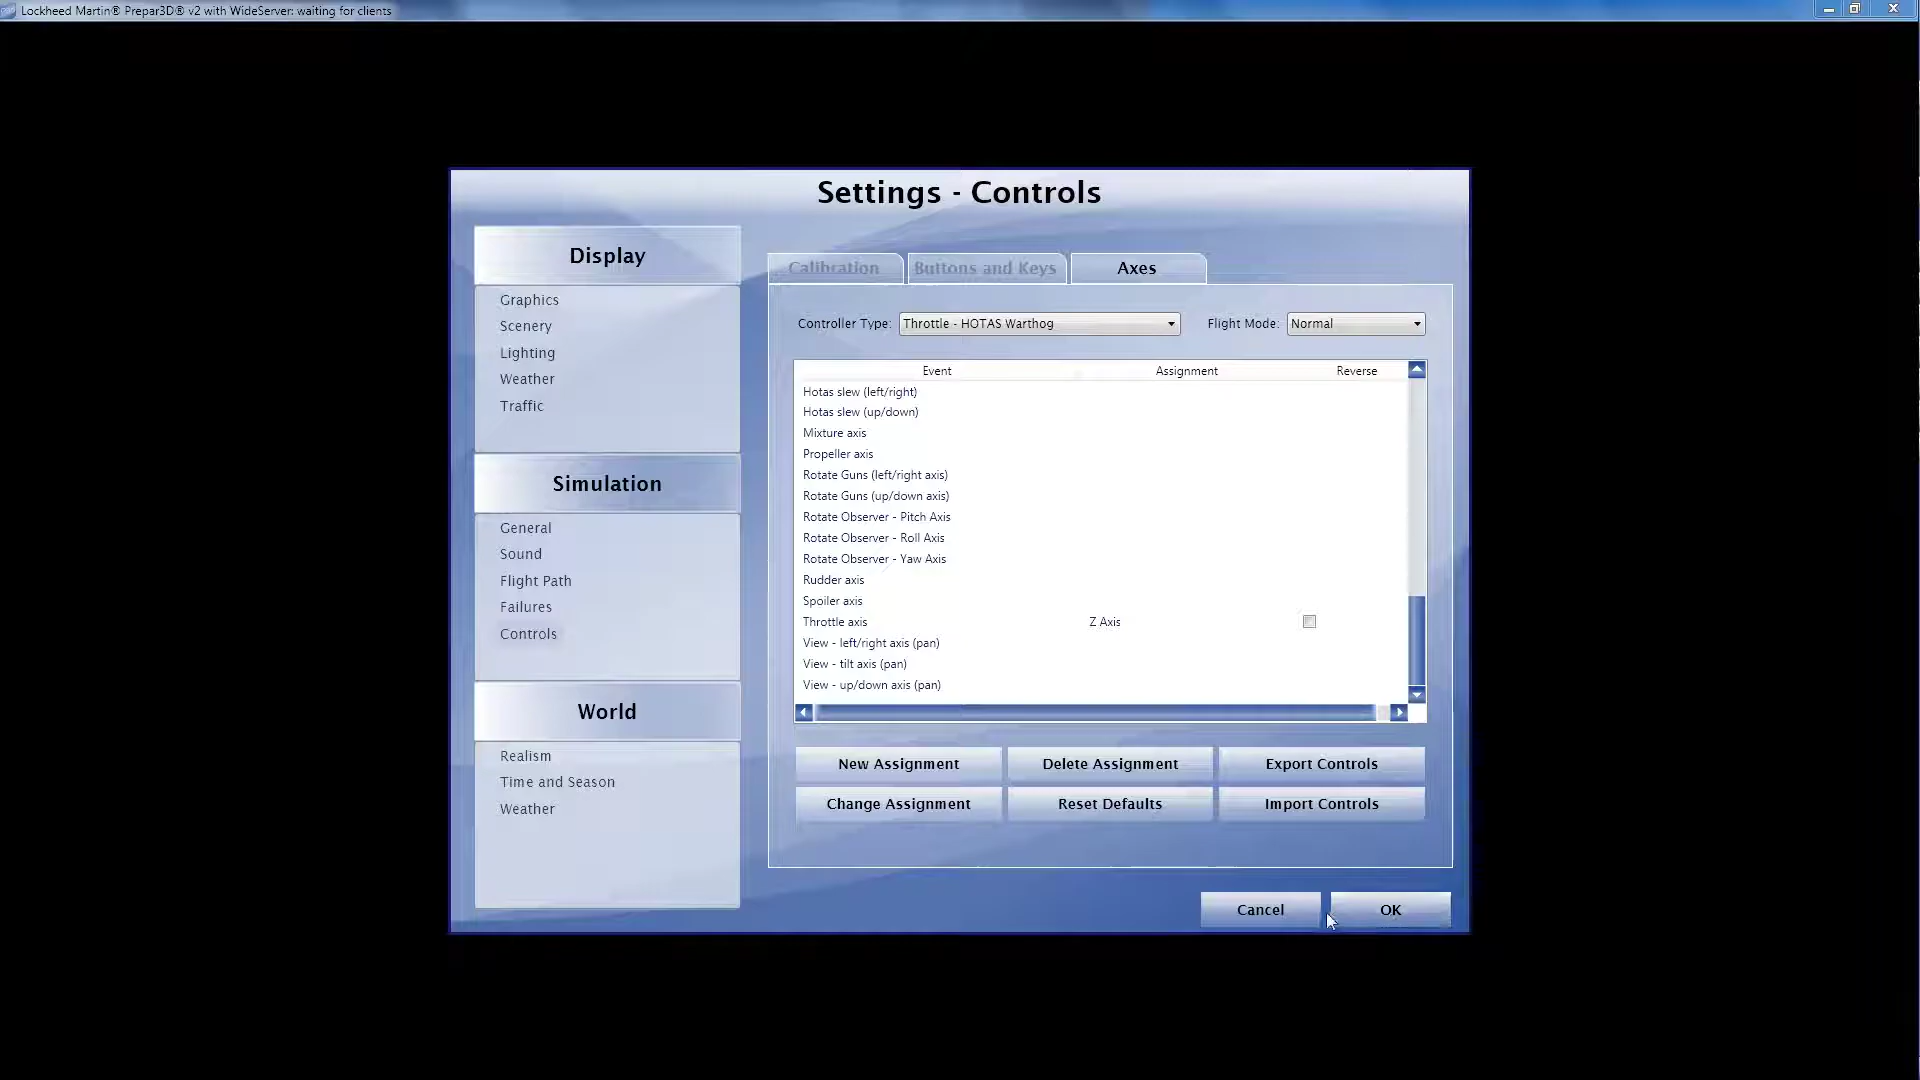 Lockheed Martin® Prepar3D® v2 with WideServer: waiting for clients
Settings - Controls
Display
Graphics
Scenery
Lighting
Weather
Traffic
Simulation
General
Sound
Flight Path
Failures
Controls
World
Realism
Time and Season
Weather
Calibration Buttons and Keys Axes
Controller Type: Throttle - HOTAS Warthog Flight Mode: Normal
Event Assignment Reverse
Hotas slew (left/right)
Hotas slew (up/down)
Mixture axis
Propeller axis
Rotate Guns (left/right axis)
Rotate Guns (up/down axis)
Rotate Observer - Pitch Axis
Rotate Observer - Roll Axis
Rotate Observer - Yaw Axis
Rudder axis
Spoiler axis
Throttle axis Z Axis
View - left/right axis (pan)
View - tilt axis (pan)
View - up/down axis (pan)
New Assignment Delete Assignment Export Controls
Change Assignment Reset Defaults Import Controls
Cancel OK